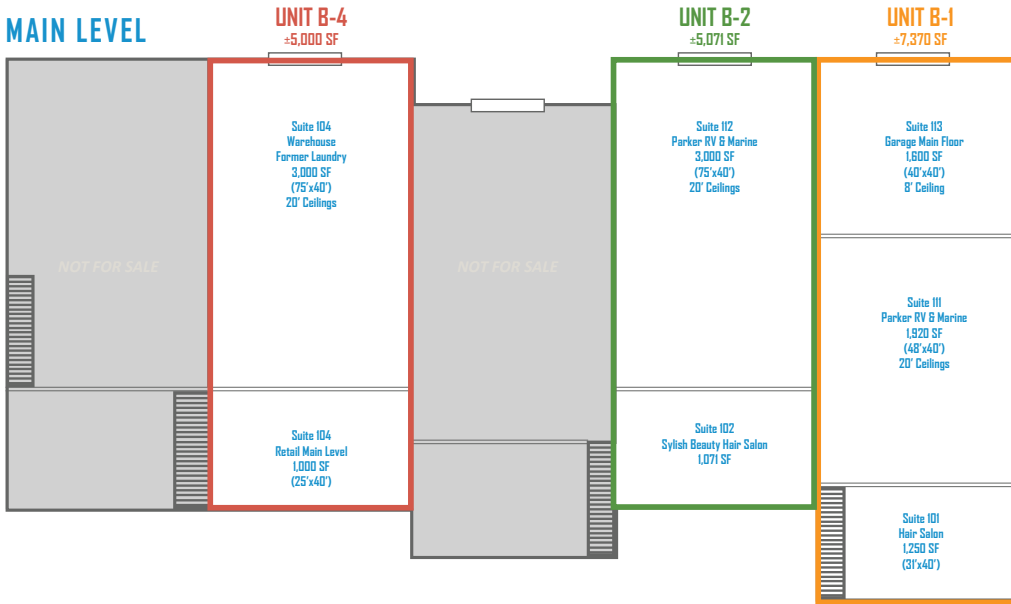 MAIN LEVEL
UNIT B-4
±5,000 SF
UNIT B-2
±5,071 SF
UNIT B-1
±7,370 SF
NOT FOR SALE
Suite 104
Warehouse
Former Laundry
3,000 SF
(75'x40')
20' Ceilings
Suite 104
Retail Main Level
1,000 SF
(25'x40')
NOT FOR SALE
Suite 112
Parker RV & Marine
3,000 SF
(75'x40')
20' Ceilings
Suite 102
Sylish Beauty Hair Salon
1,071 SF
Suite 113
Garage Main Floor
1,600 SF
(40'x40')
8' Ceiling
Suite 111
Parker RV & Marine
1,920 SF
(48'x40')
20' Ceilings
Suite 101
Hair Salon
1,250 SF
(31'x40')